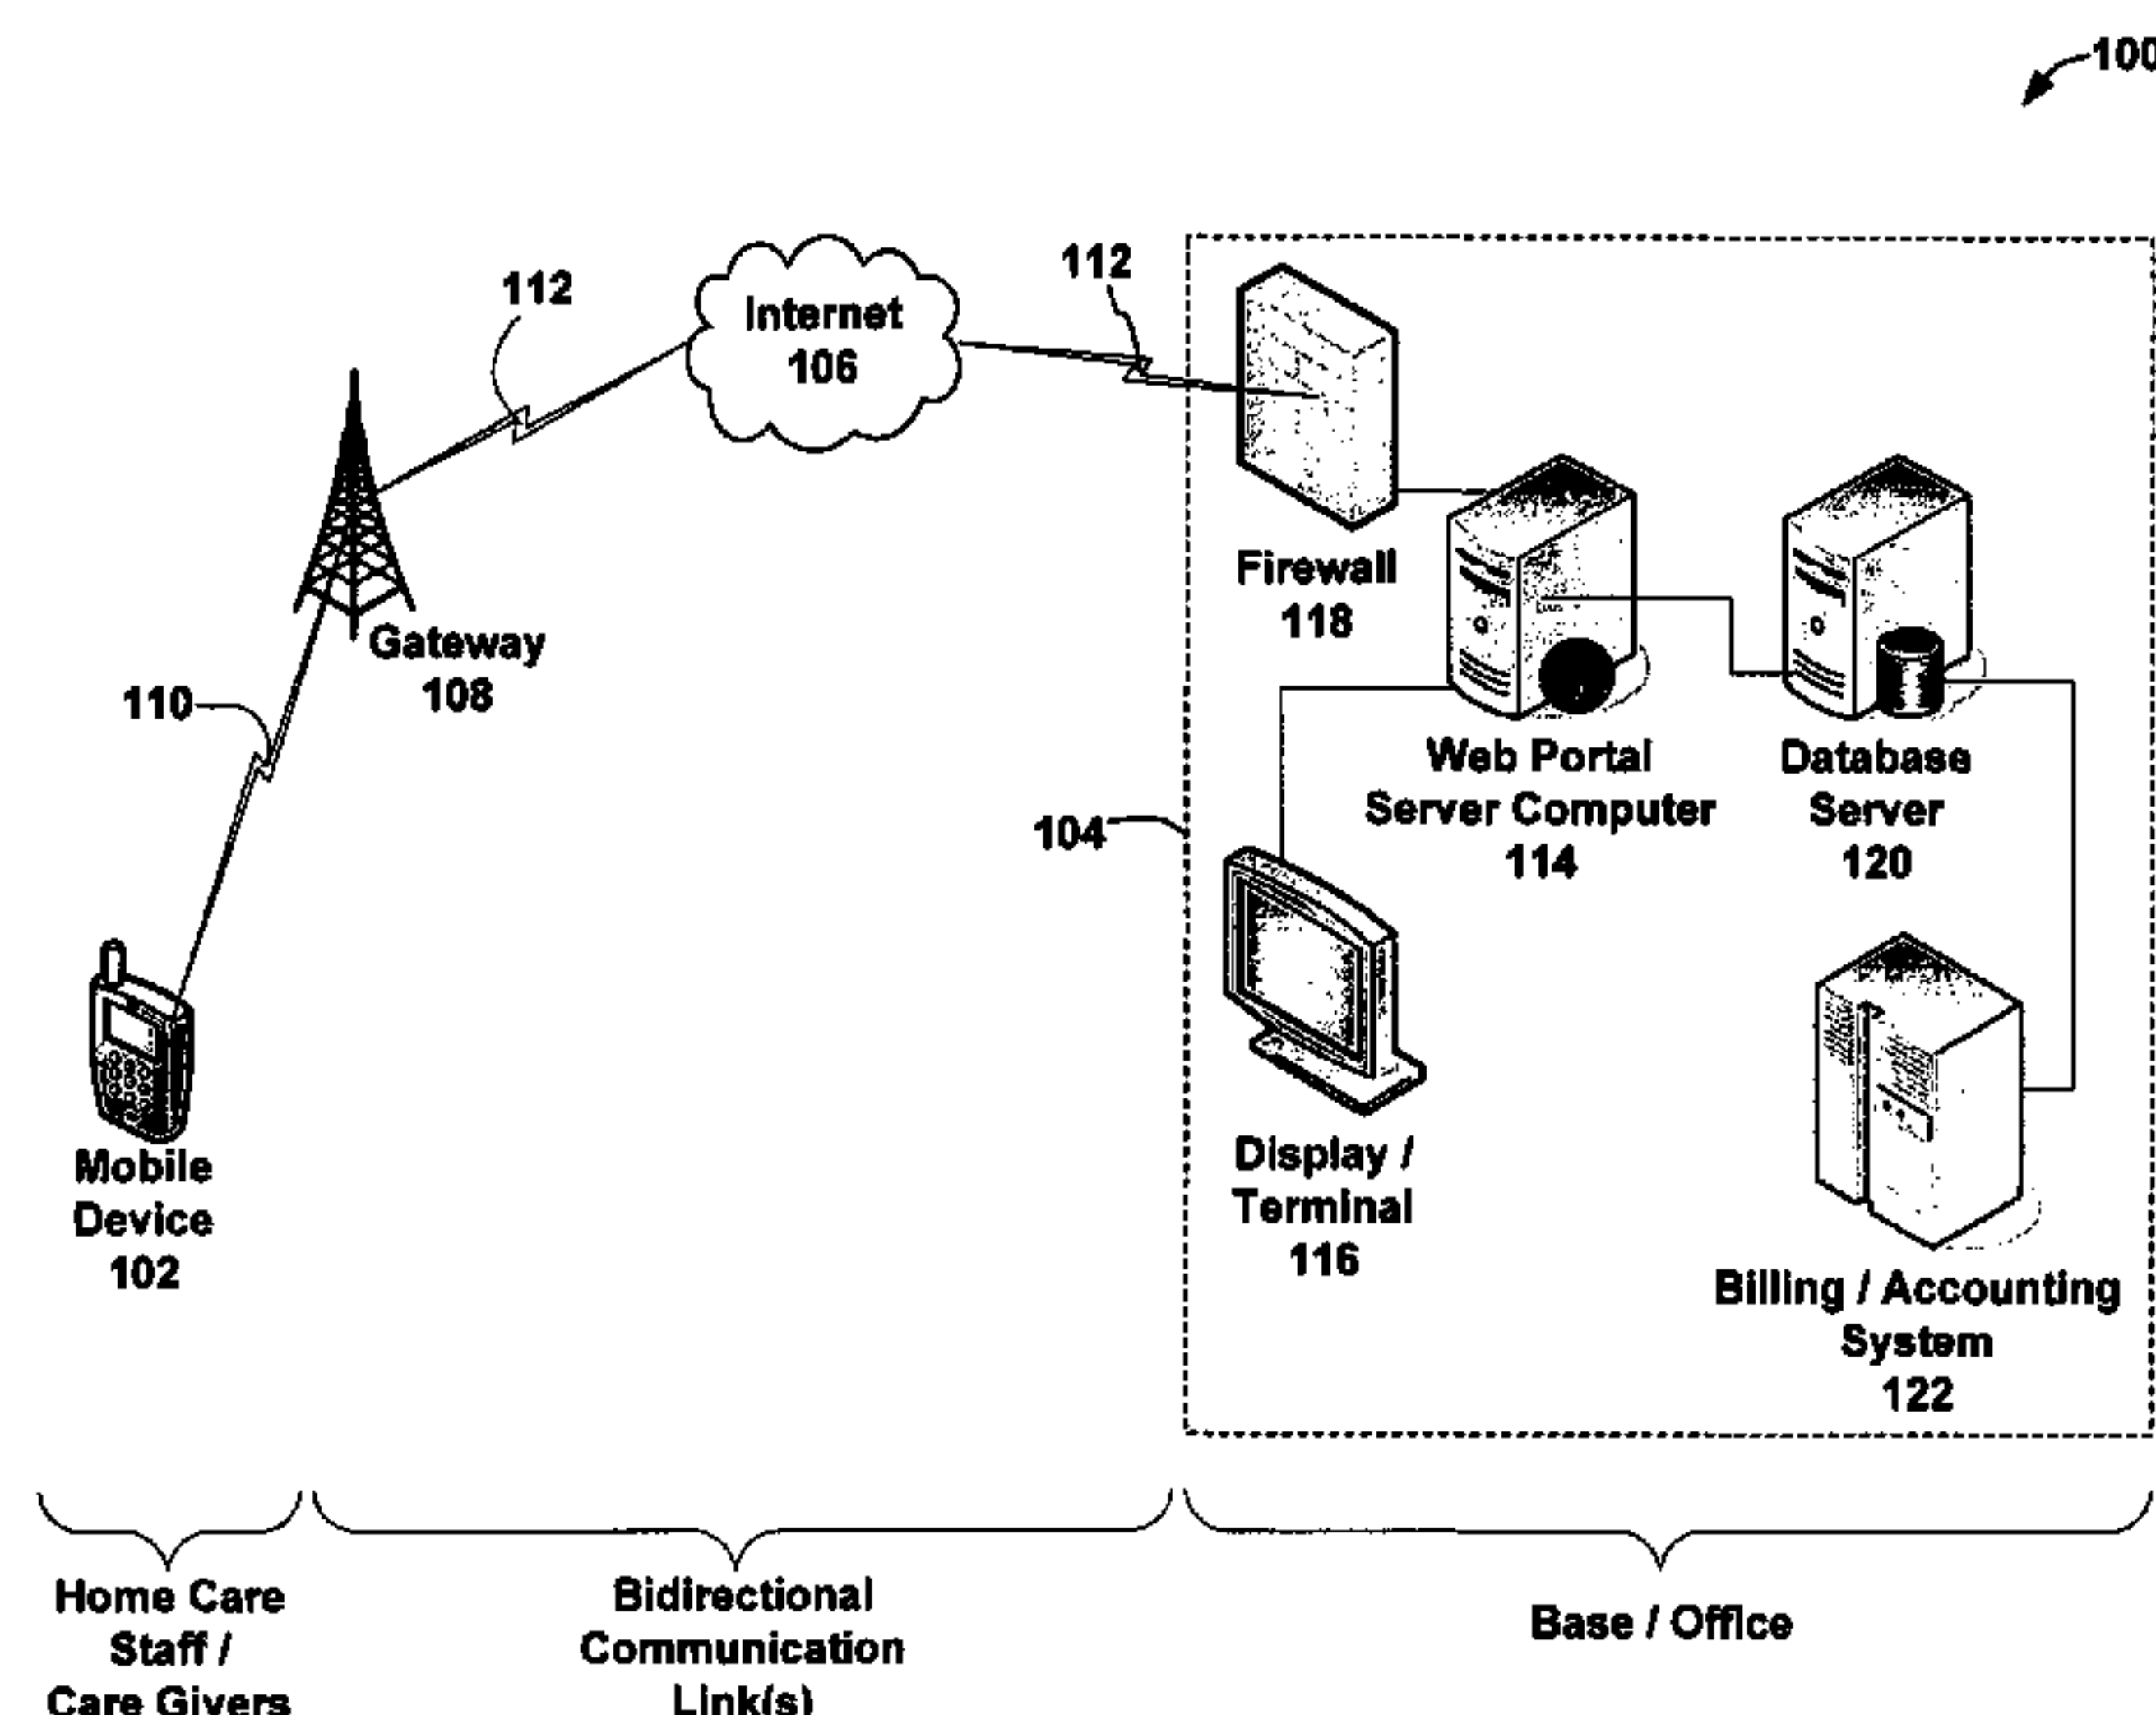 100
112
112
Internet
106
Firewall
118
Gateway
108
110
Web Portal
Server Computer
114
Database
Server
120
104
Mobile
Device
102
Display /
Terminal
116
Billing / Accounting
System
122
Home Care
Staff /
Care Givers
Bidirectional
Communication
Link(s)
Base / Office